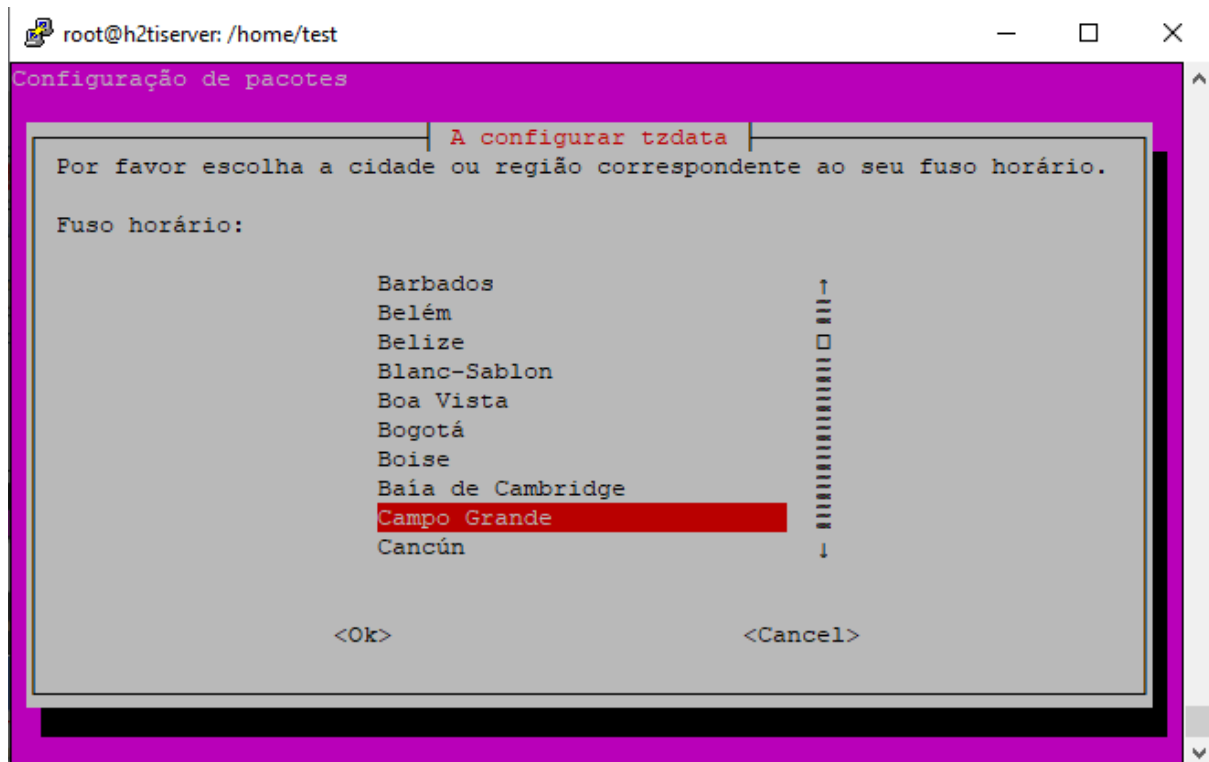 root@h2tiserver: /home/test
Configuração de pacotes
A configurar tzdata
Por favor escolha a cidade ou região correspondente ao seu fuso horário.
Fuso horário:
Barbados
Belém
Belize
Blanc-Sablon
Boa Vista
Bogotá
Boise
Baía de Cambridge
Campo Grande
Cancún
<Ok> <Cancel>